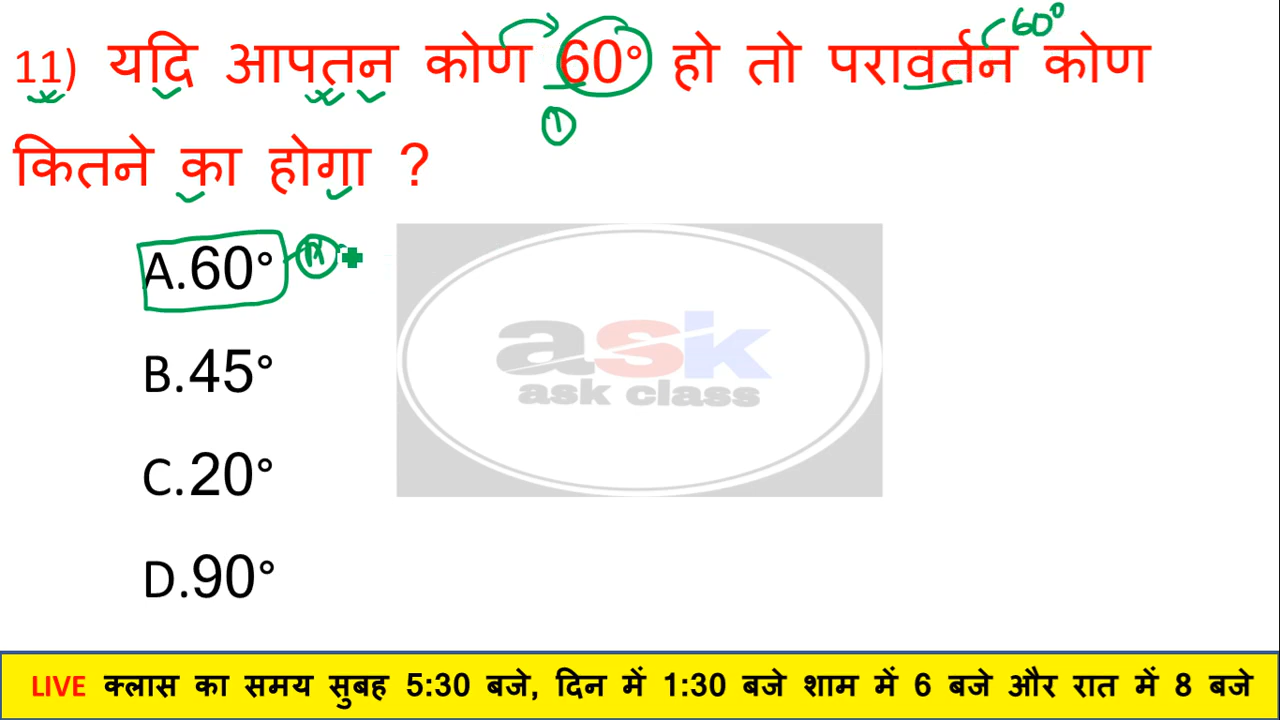 60°
11) यदि आपतन कोण 60° हो तो परावर्तन कोण
कितने का होगा ?
A.60°
B.45°
C.20°
D.90°
ask
ask class
LIVE क्लास का समय सुबह 5:30 बजे, दिन में 1:30 बजे शाम में 6 बजे और रात में 8 बजे